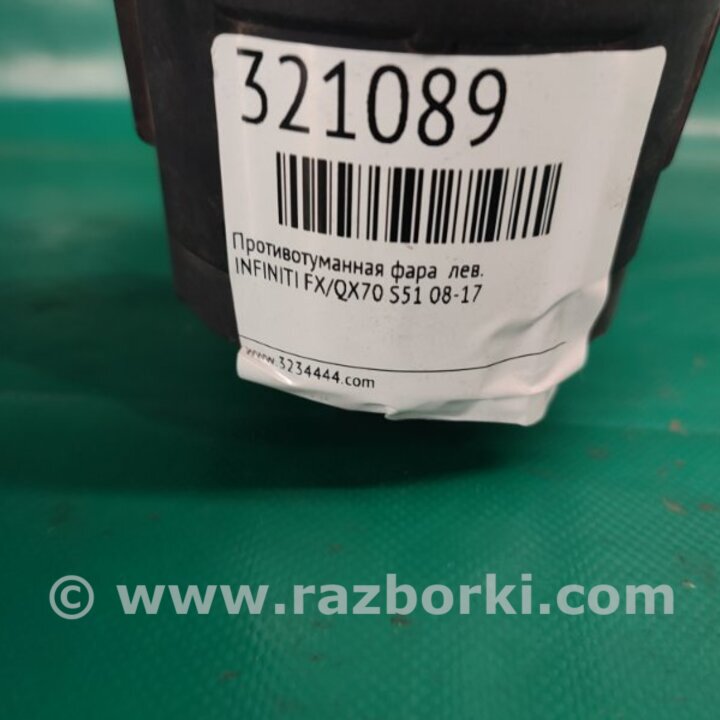 321089
Противотуманная фара лев.
INFINITI FX/QX70 S51 08-17
www.3234444.com
© www.razborki.com